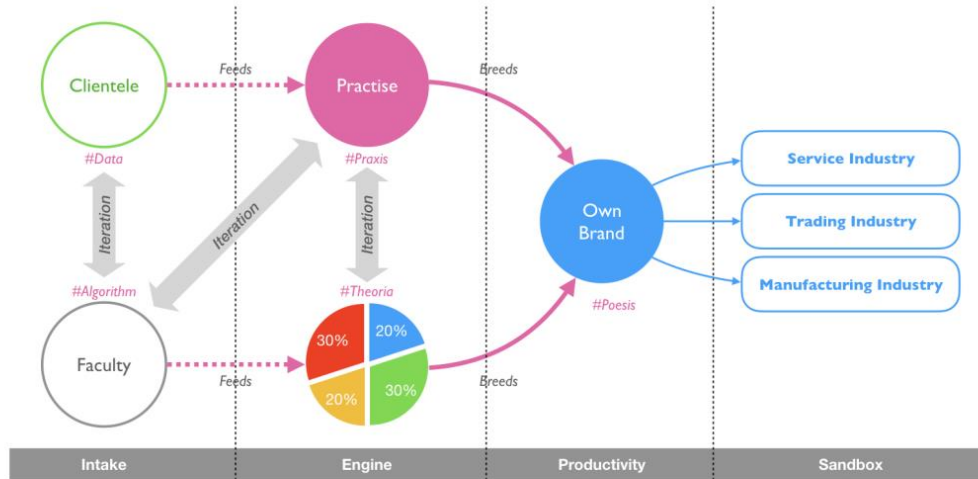 Clientele
Feeds
Practise
Breeds
#Data
#Praxis
Service Industry
Iteration
Iteration
Iteration
Own
Brand
Trading Industry
#Algorithm
#Theoria
#Poesis
Manufacturing Industry
Faculty
Feeds
30%
20%
20%
30%
Breeds
Intake
Engine
Productivity
Sandbox